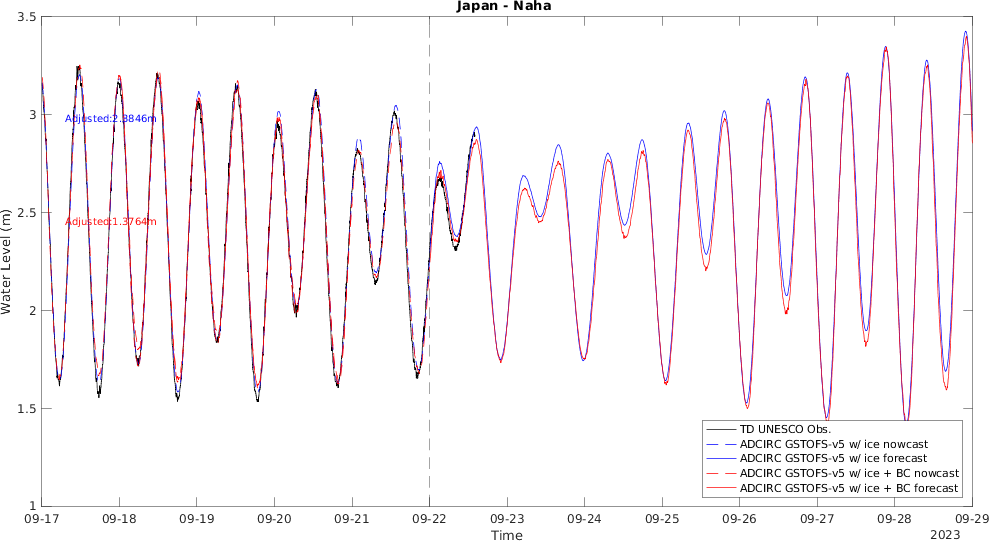 Japan - Naha
3.5
3
2.5
2
1.5
1
Water Level (m)
Adjusted:2.3846m
Adjusted:1.3764m
TD UNESCO Obs.
ADCIRC GSTOFS-v5 w/ ice nowcast
ADCIRC GSTOFS-v5 w/ ice forecast
ADCIRC GSTOFS-v5 w/ ice + BC nowcast
ADCIRC GSTOFS-v5 w/ ice + BC forecast
09-17 09-18 09-19 09-20 09-21 09-22 09-23 09-24 09-25 09-26 09-27 09-28 09-29
Time
2023